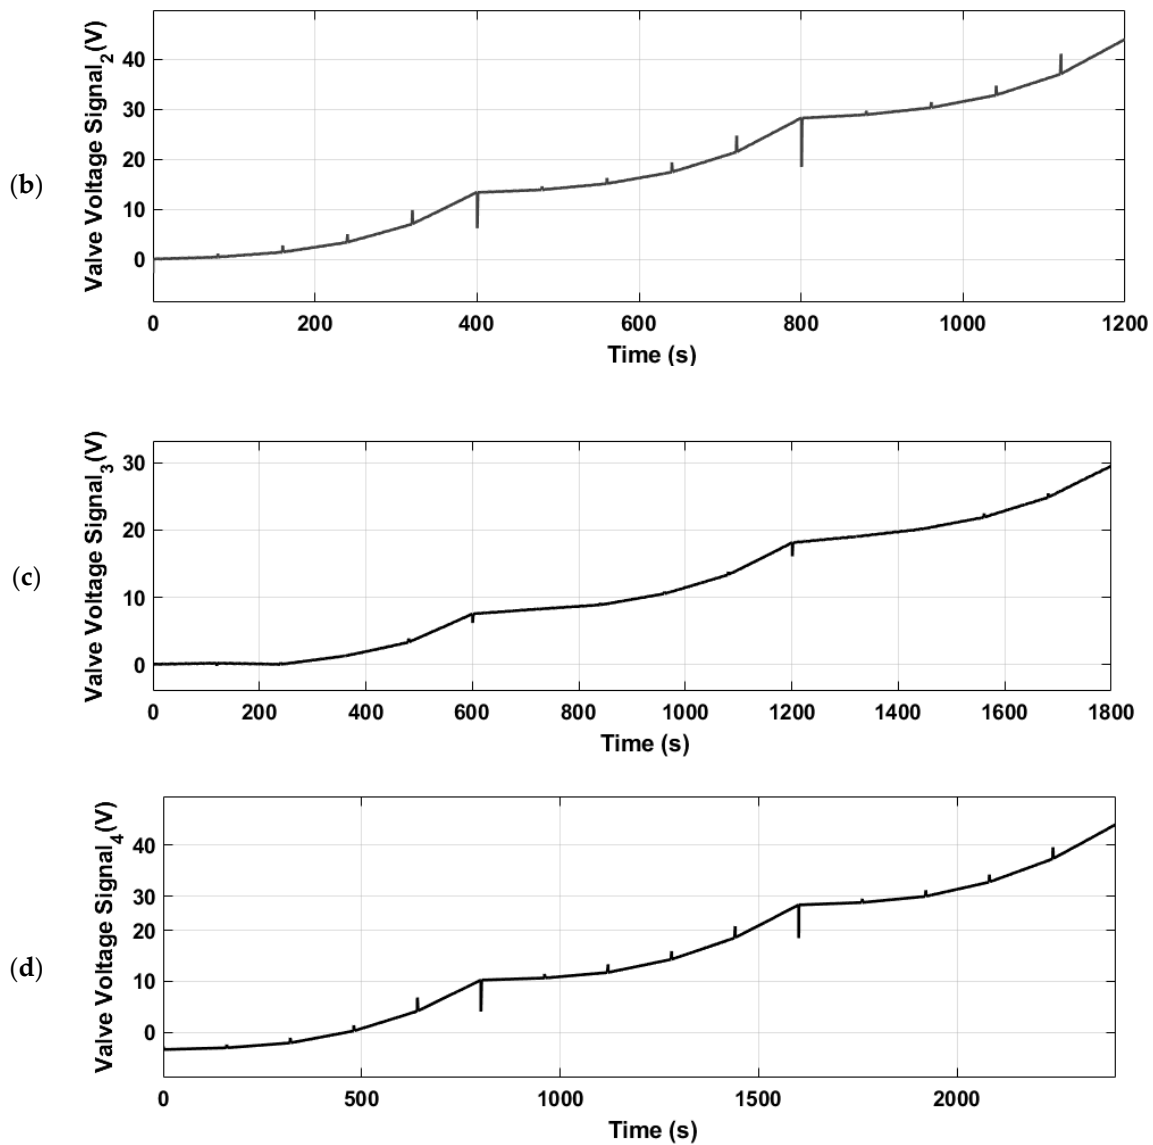 (b)
Valve Voltage Signal2(V)
40
30
20
10
0
0 200 400 600 800 1000 1200
Time (s)
(c)
Valve Voltage Signal3(V)
30
20
10
0
0 200 400 600 800 1000 1200 1400 1600 1800
Time (s)
(d)
Valve Voltage Signal4(V)
40
30
20
10
0
0 500 1000 1500 2000
Time (s)